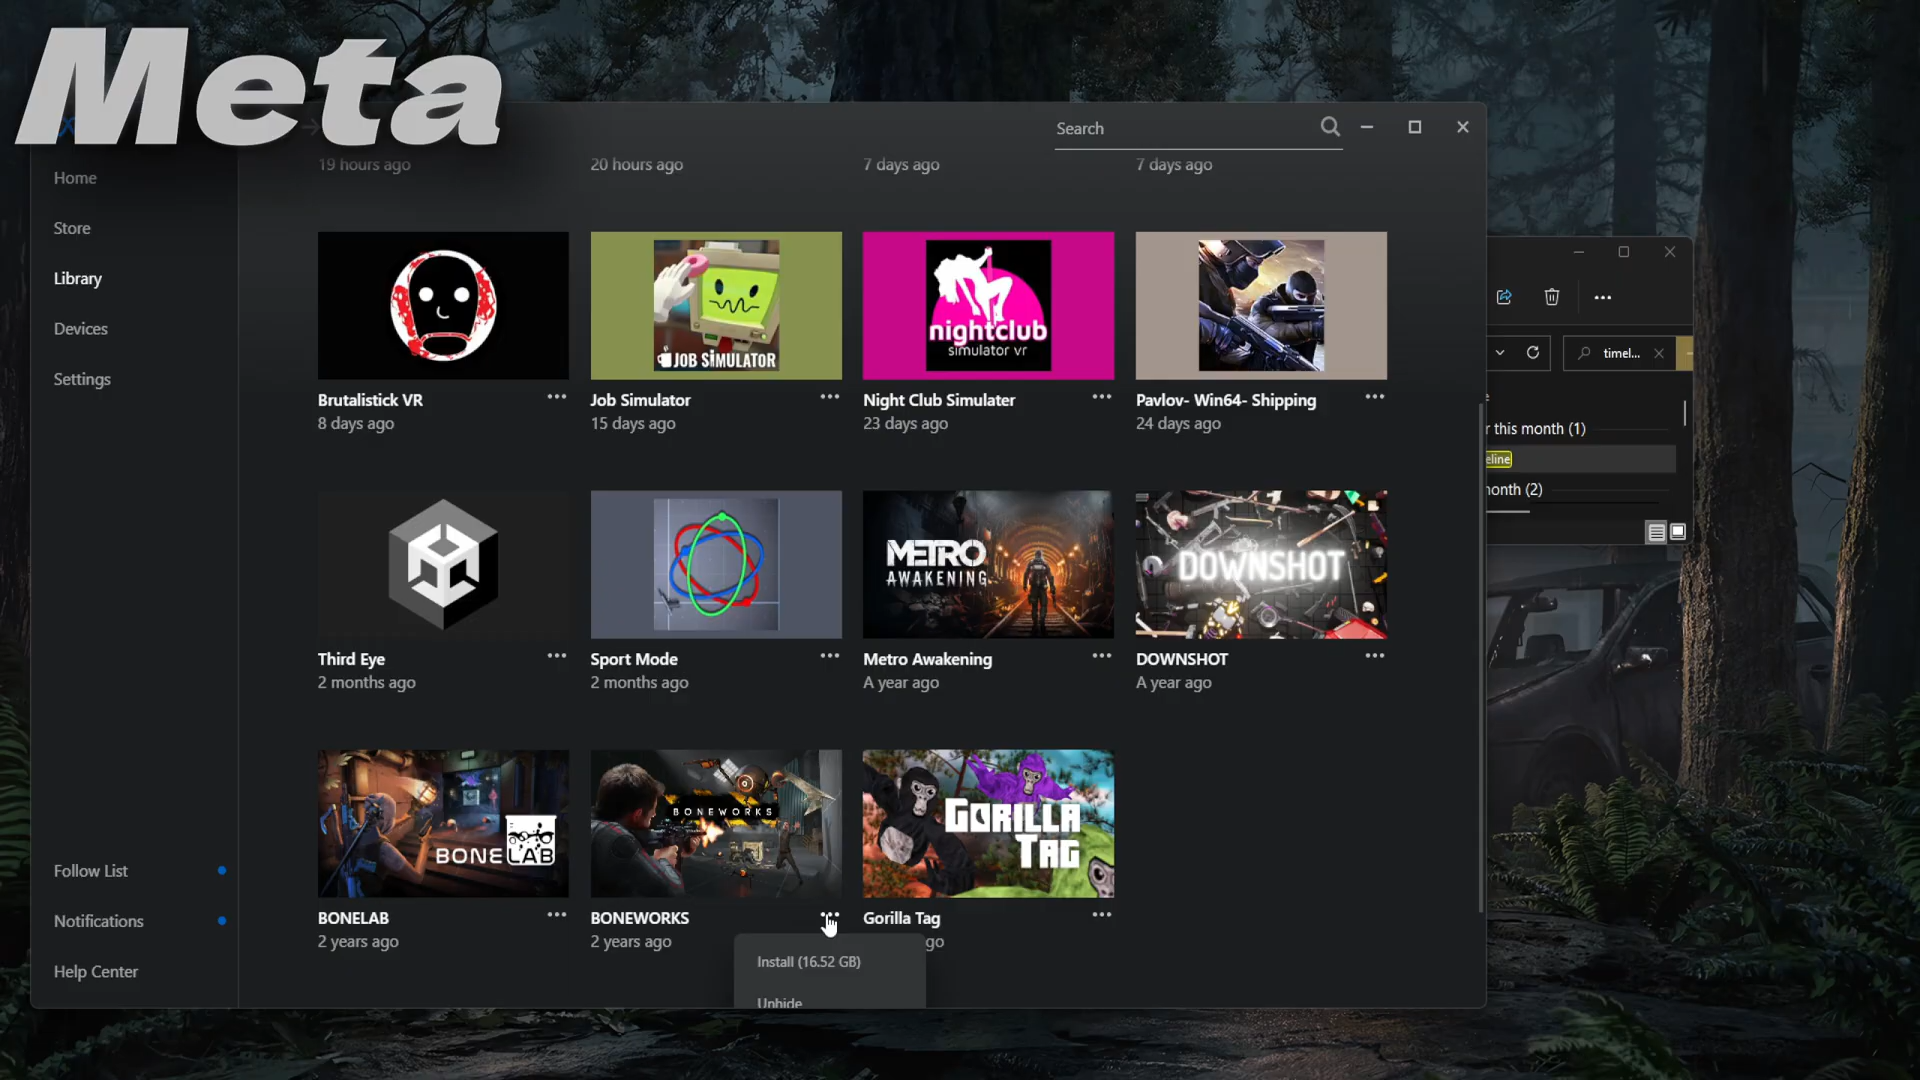 Meta
Search
19 hours ago
20 hours ago
7 days ago
7 days ago
Home
Store
Library
Devices
Settings
JOB SIMULATOR
nightclub
simulator vr
Brutalistick VR
8 days ago
Job Simulator
15 days ago
Night Club Simulater
23 days ago
Pavlov- Win64- Shipping
24 days ago
METRO
AWAKENING
DOWNSHOT
Third Eye
2 months ago
Sport Mode
2 months ago
Metro Awakening
A year ago
DOWNSHOT
A year ago
BONELAB
BONEWORKS
GORILLA
TAG
BONELAB
2 years ago
BONEWORKS
2 years ago
Gorilla Tag
go
Install (16.52 GB)
Unhide
Follow List
Notifications
Help Center
timel...
r this month (1)
eline
nonth (2)